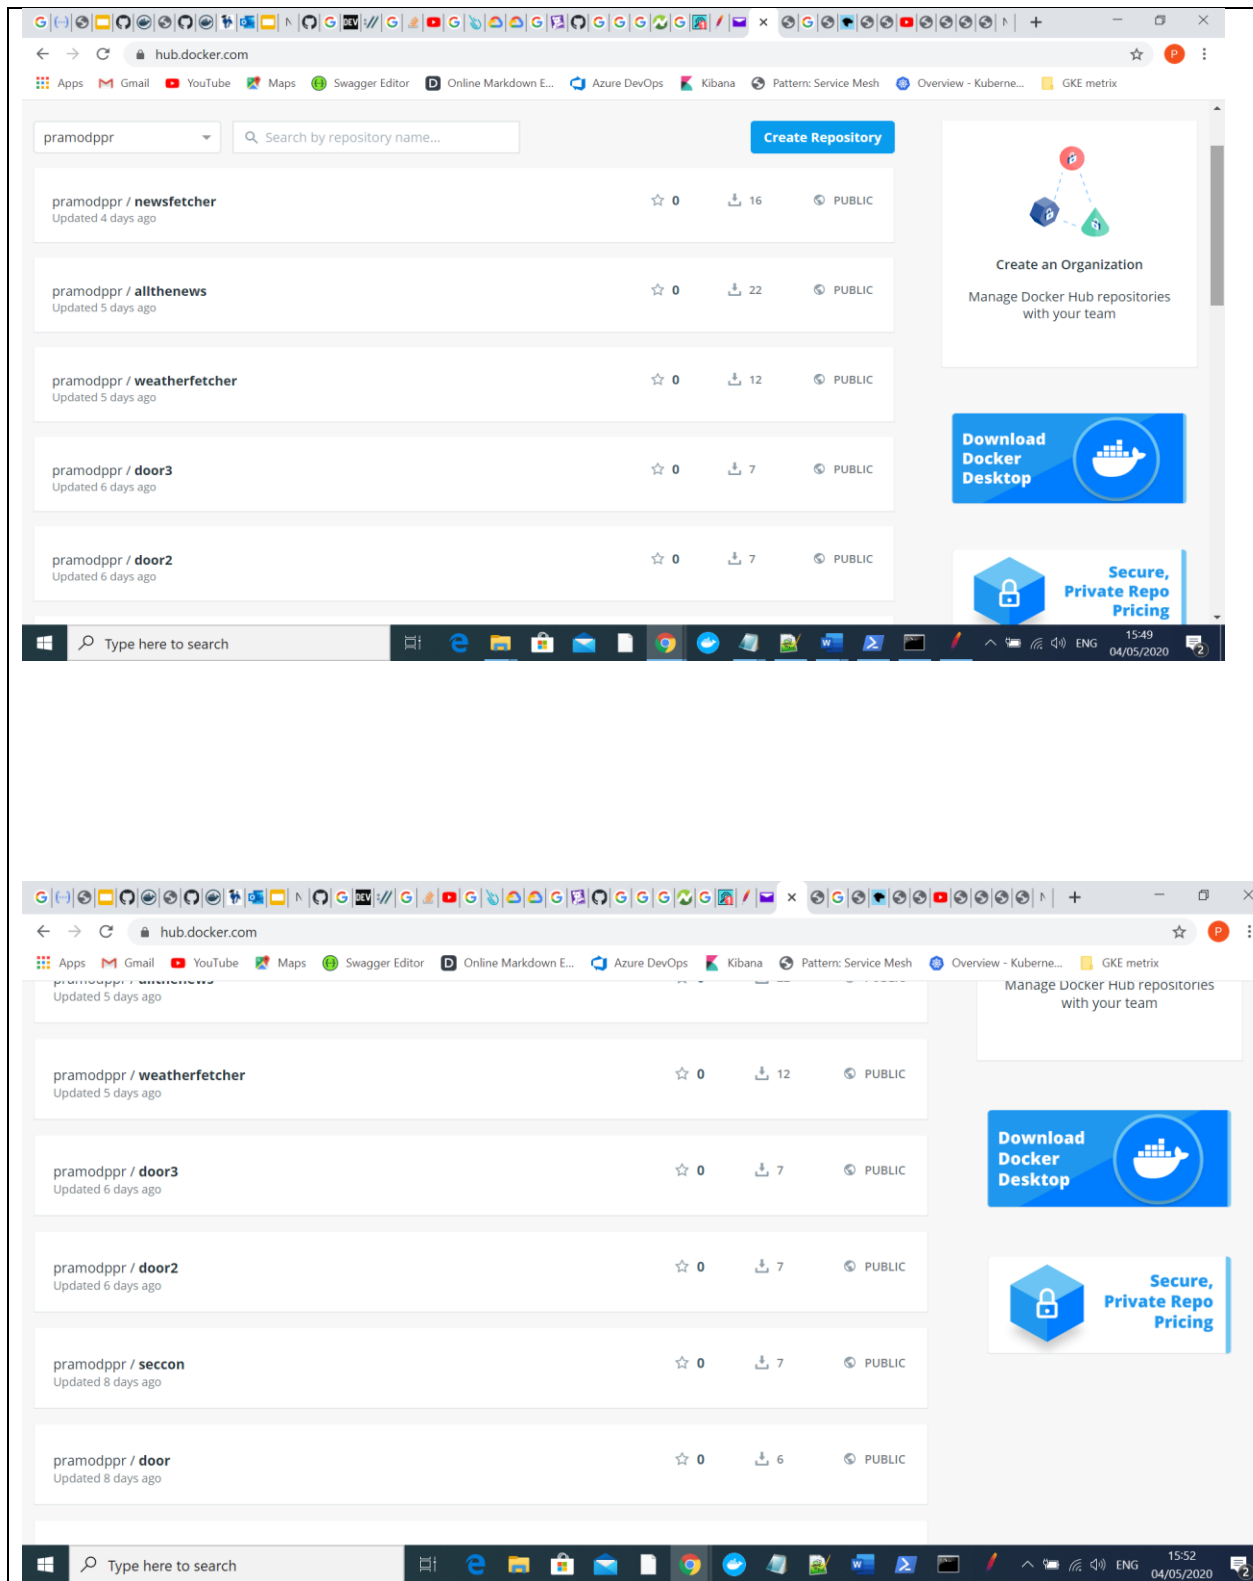 hub.docker.com
Apps Gmail YouTube Maps Swagger Editor Online Markdown E... Azure DevOps Kibana Pattern: Service Mesh Overview - Kuberne... GKE metrix
pramodppr Search by repository name... Create Repository
pramodppr / newsfetcher 0 16 PUBLIC
Updated 4 days ago
pramodppr / allthenews 0 22 PUBLIC
Updated 5 days ago
pramodppr / weatherfetcher 0 12 PUBLIC
Updated 5 days ago
pramodppr / door3 0 7 PUBLIC
Updated 6 days ago
pramodppr / door2 0 7 PUBLIC
Updated 6 days ago
Create an Organization
Manage Docker Hub repositories
with your team
Download
Docker
Desktop
Secure,
Private Repo
Pricing
Type here to search ENG 15:49
04/05/2020
hub.docker.com
Apps Gmail YouTube Maps Swagger Editor Online Markdown E... Azure DevOps Kibana Pattern: Service Mesh Overview - Kuberne... GKE metrix
pramodppr / allthenews 0 22 PUBLIC
Updated 5 days ago
pramodppr / weatherfetcher 0 12 PUBLIC
Updated 5 days ago
pramodppr / door3 0 7 PUBLIC
Updated 6 days ago
pramodppr / door2 0 7 PUBLIC
Updated 6 days ago
pramodppr / seccon 0 7 PUBLIC
Updated 8 days ago
pramodppr / door 0 6 PUBLIC
Updated 8 days ago
Manage Docker Hub repositories
with your team
Download
Docker
Desktop
Secure,
Private Repo
Pricing
Type here to search ENG 15:52
04/05/2020